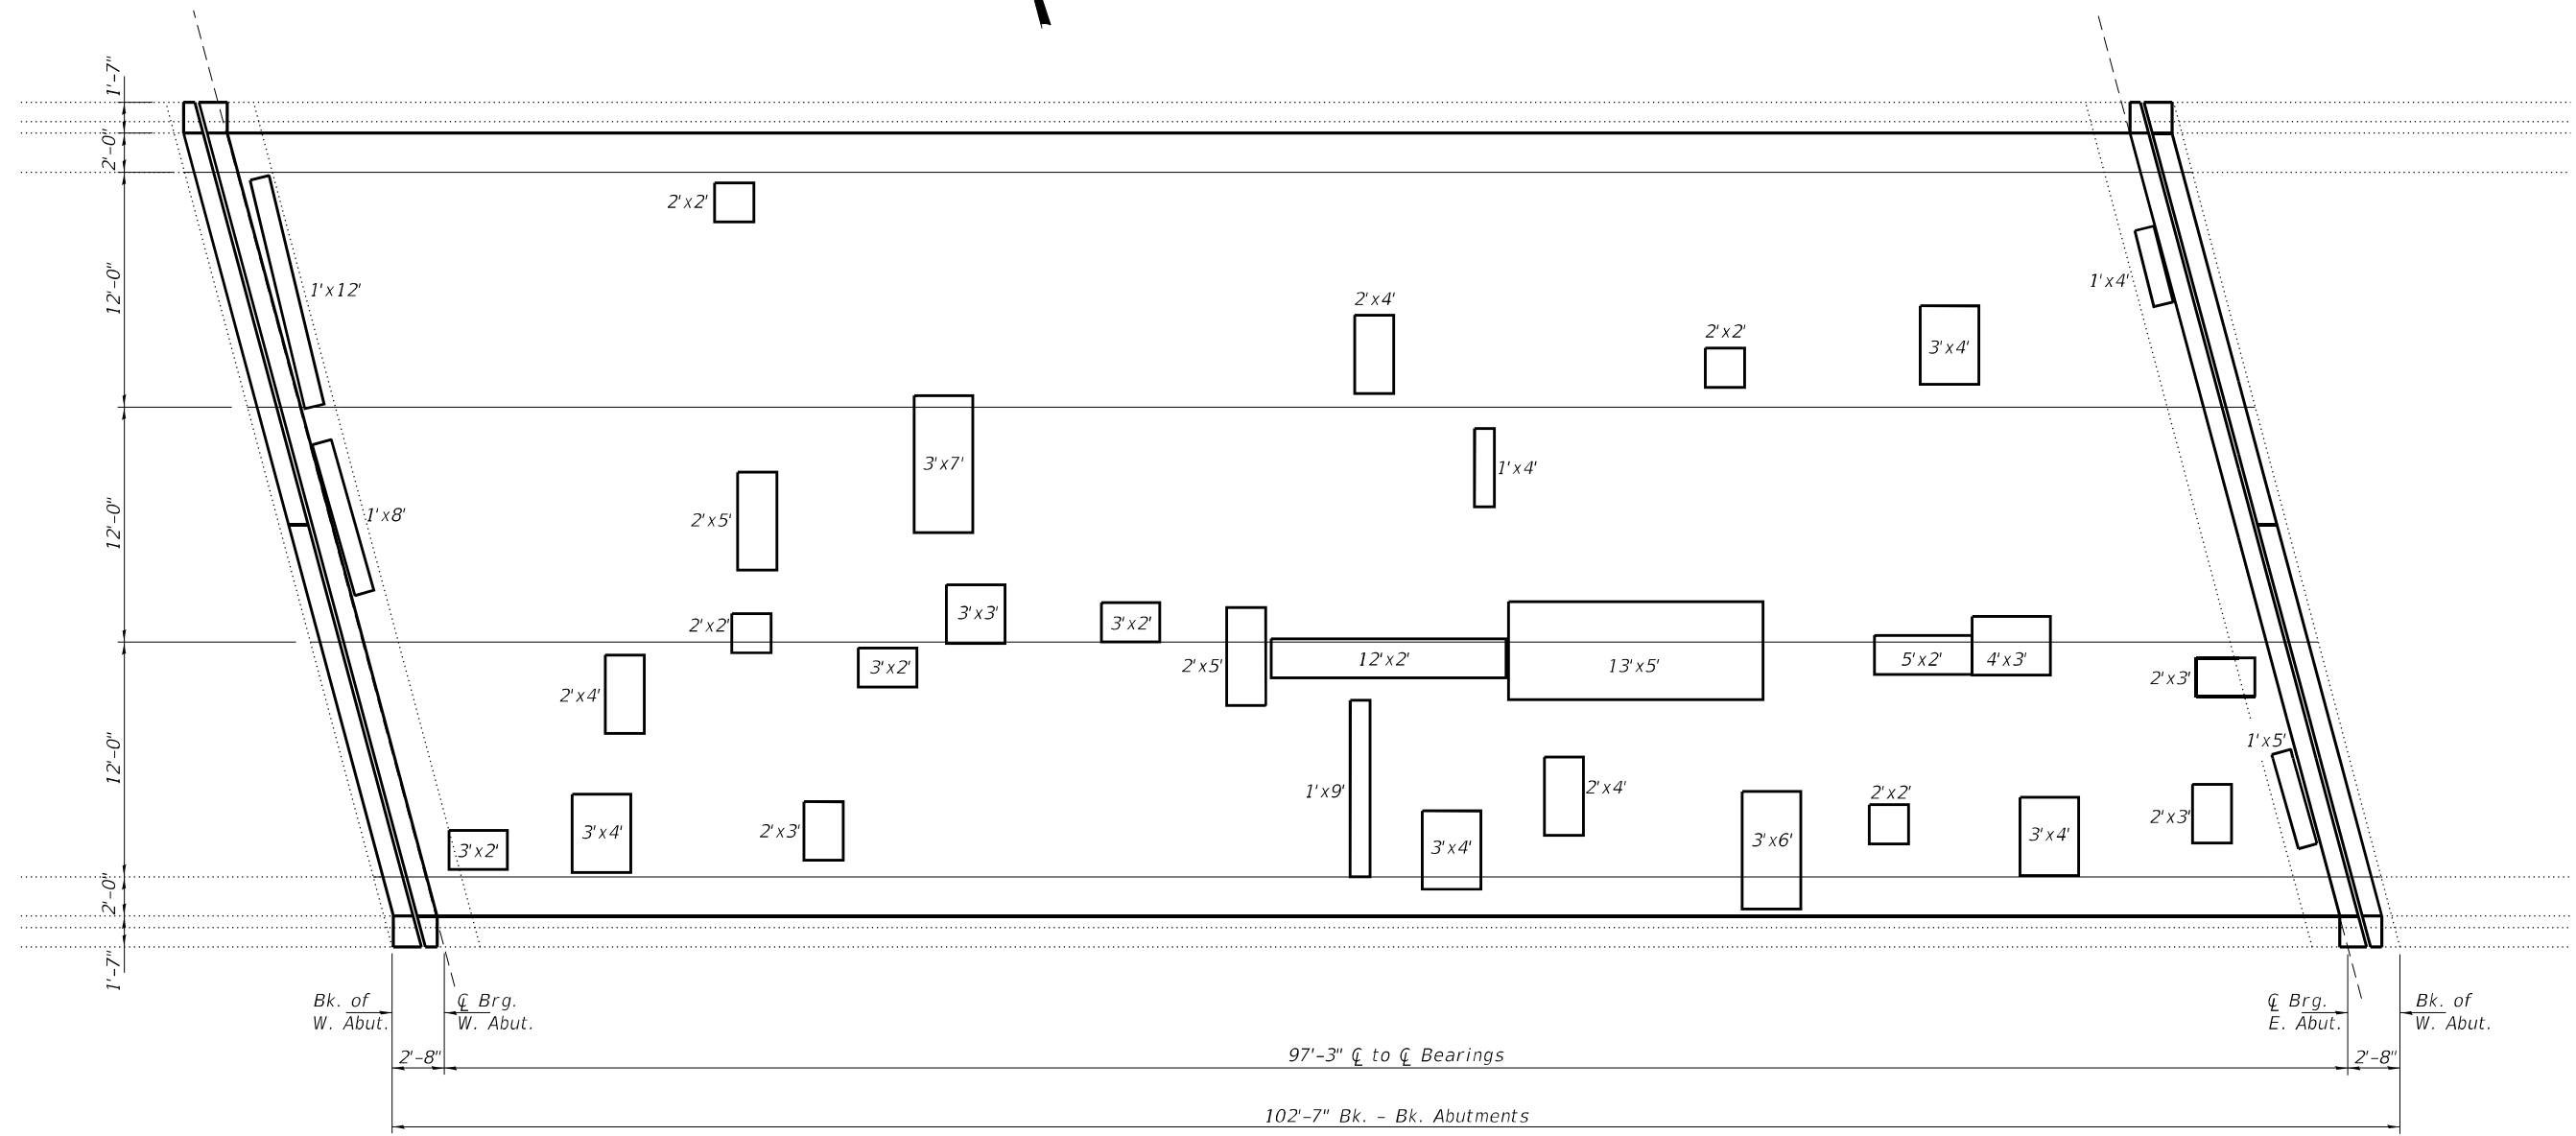 1'-7"
2'-0"
12'-0"
12'-0"
12'-0"
2'-0"
1'-7"
2'x2'
1'x12'
1'x4'
2'x4'
2'x2'
3'x4'
3'x7'
1'x4'
1'x8'
2'x5'
3'x3'
3'x2'
2'x2'
3'x2'
2'x5'
12'x2'
13'x5'
5'x2'
4'x3'
2'x3'
2'x4'
1'x5'
1'x9'
2'x4'
2'x2'
3'x2'
3'x4'
2'x3'
3'x4'
3'x6'
3'x4'
2'x3'
Bk. of
W. Abut.
℄ Brg.
W. Abut.
℄ Brg.
E. Abut.
Bk. of
W. Abut.
2'-8"
97'-3" ℄ to ℄ Bearings
2'-8"
102'-7" Bk. - Bk. Abutments